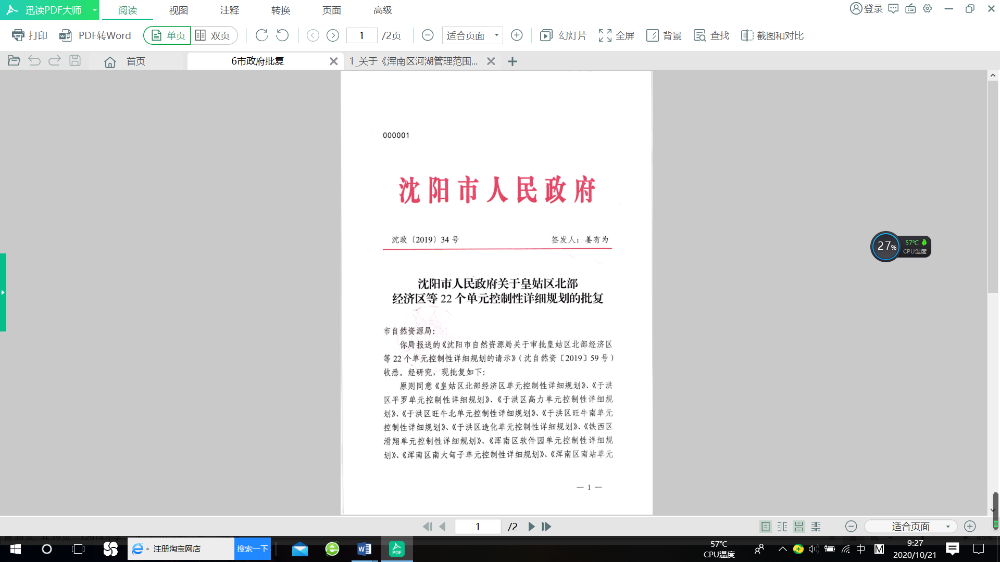 迅读PDF大师 阅读 视图 注释 转换 页面 高级 登录
打印 PDF转Word 单页 双页 1 /2页 适合页面 幻灯片 全屏 背景 查找 截图和对比
首页 6市政府批复 1_关于《浑南区河湖管理范围...
000001
沈阳市人民政府
沈政〔2019〕34号 签发人：姜有为
沈阳市人民政府关于皇姑区北部
经济区等22个单元控制性详细规划的批复
市自然资源局：
你局报送的《沈阳市自然资源局关于审批皇姑区北部经济区
等22个单元控制性详细规划的请示》（沈自然资〔2019〕59号）
收悉。经研究，现批复如下：
原则同意《皇姑区北部经济区单元控制性详细规划》、《于洪
区平罗单元控制性详细规划》、《于洪区高力单元控制性详细规
划》、《于洪区旺牛北单元控制性详细规划》、《于洪区旺牛南单元
控制性详细规划》、《于洪区造化单元控制性详细规划》、《铁西区
滑翔单元控制性详细规划》、《浑南区软件园单元控制性详细规
划》、《浑南区南大甸子单元控制性详细规划》、《浑南区南站单元
— 1 —
27% 57℃
CPU温度
1 /2 适合页面
注册淘宝网店 搜索一下
PDF
57℃
CPU温度
中 M
9:27
2020/10/21